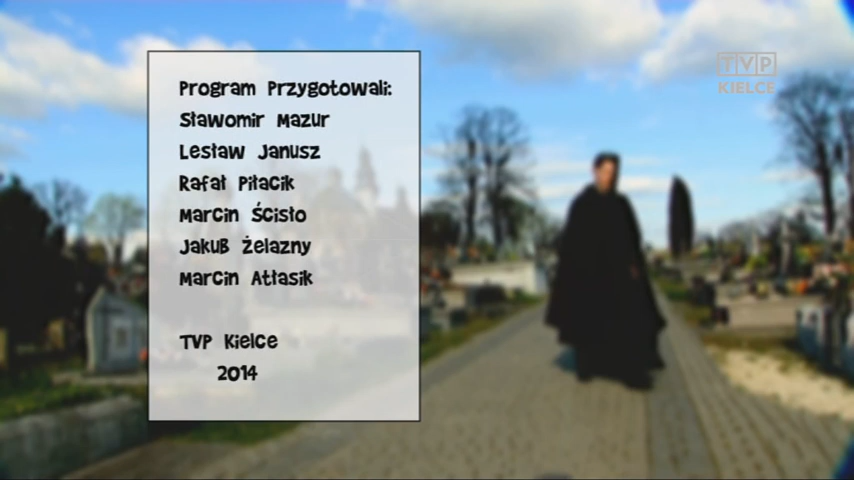 Program Przygotowali:
Sławomir Mazur
Lesław Janusz
Rafał Piłacik
Marcin Ścisło
Jakub Żelazny
Marcin Atłasik
TVP Kielce
2014
TVP
KIELCE